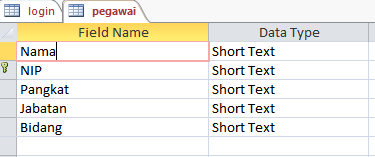 login pegawai
Field Name Data Type
Nama Short Text
NIP Short Text
Pangkat Short Text
Jabatan Short Text
Bidang Short Text